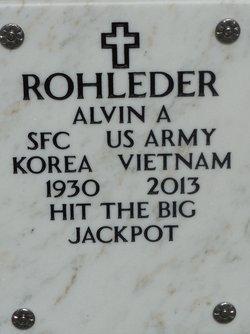 ROHLEDER
ALVIN A
SFC US ARMY
KOREA VIETNAM
1930 2013
HIT THE BIG
JACKPOT